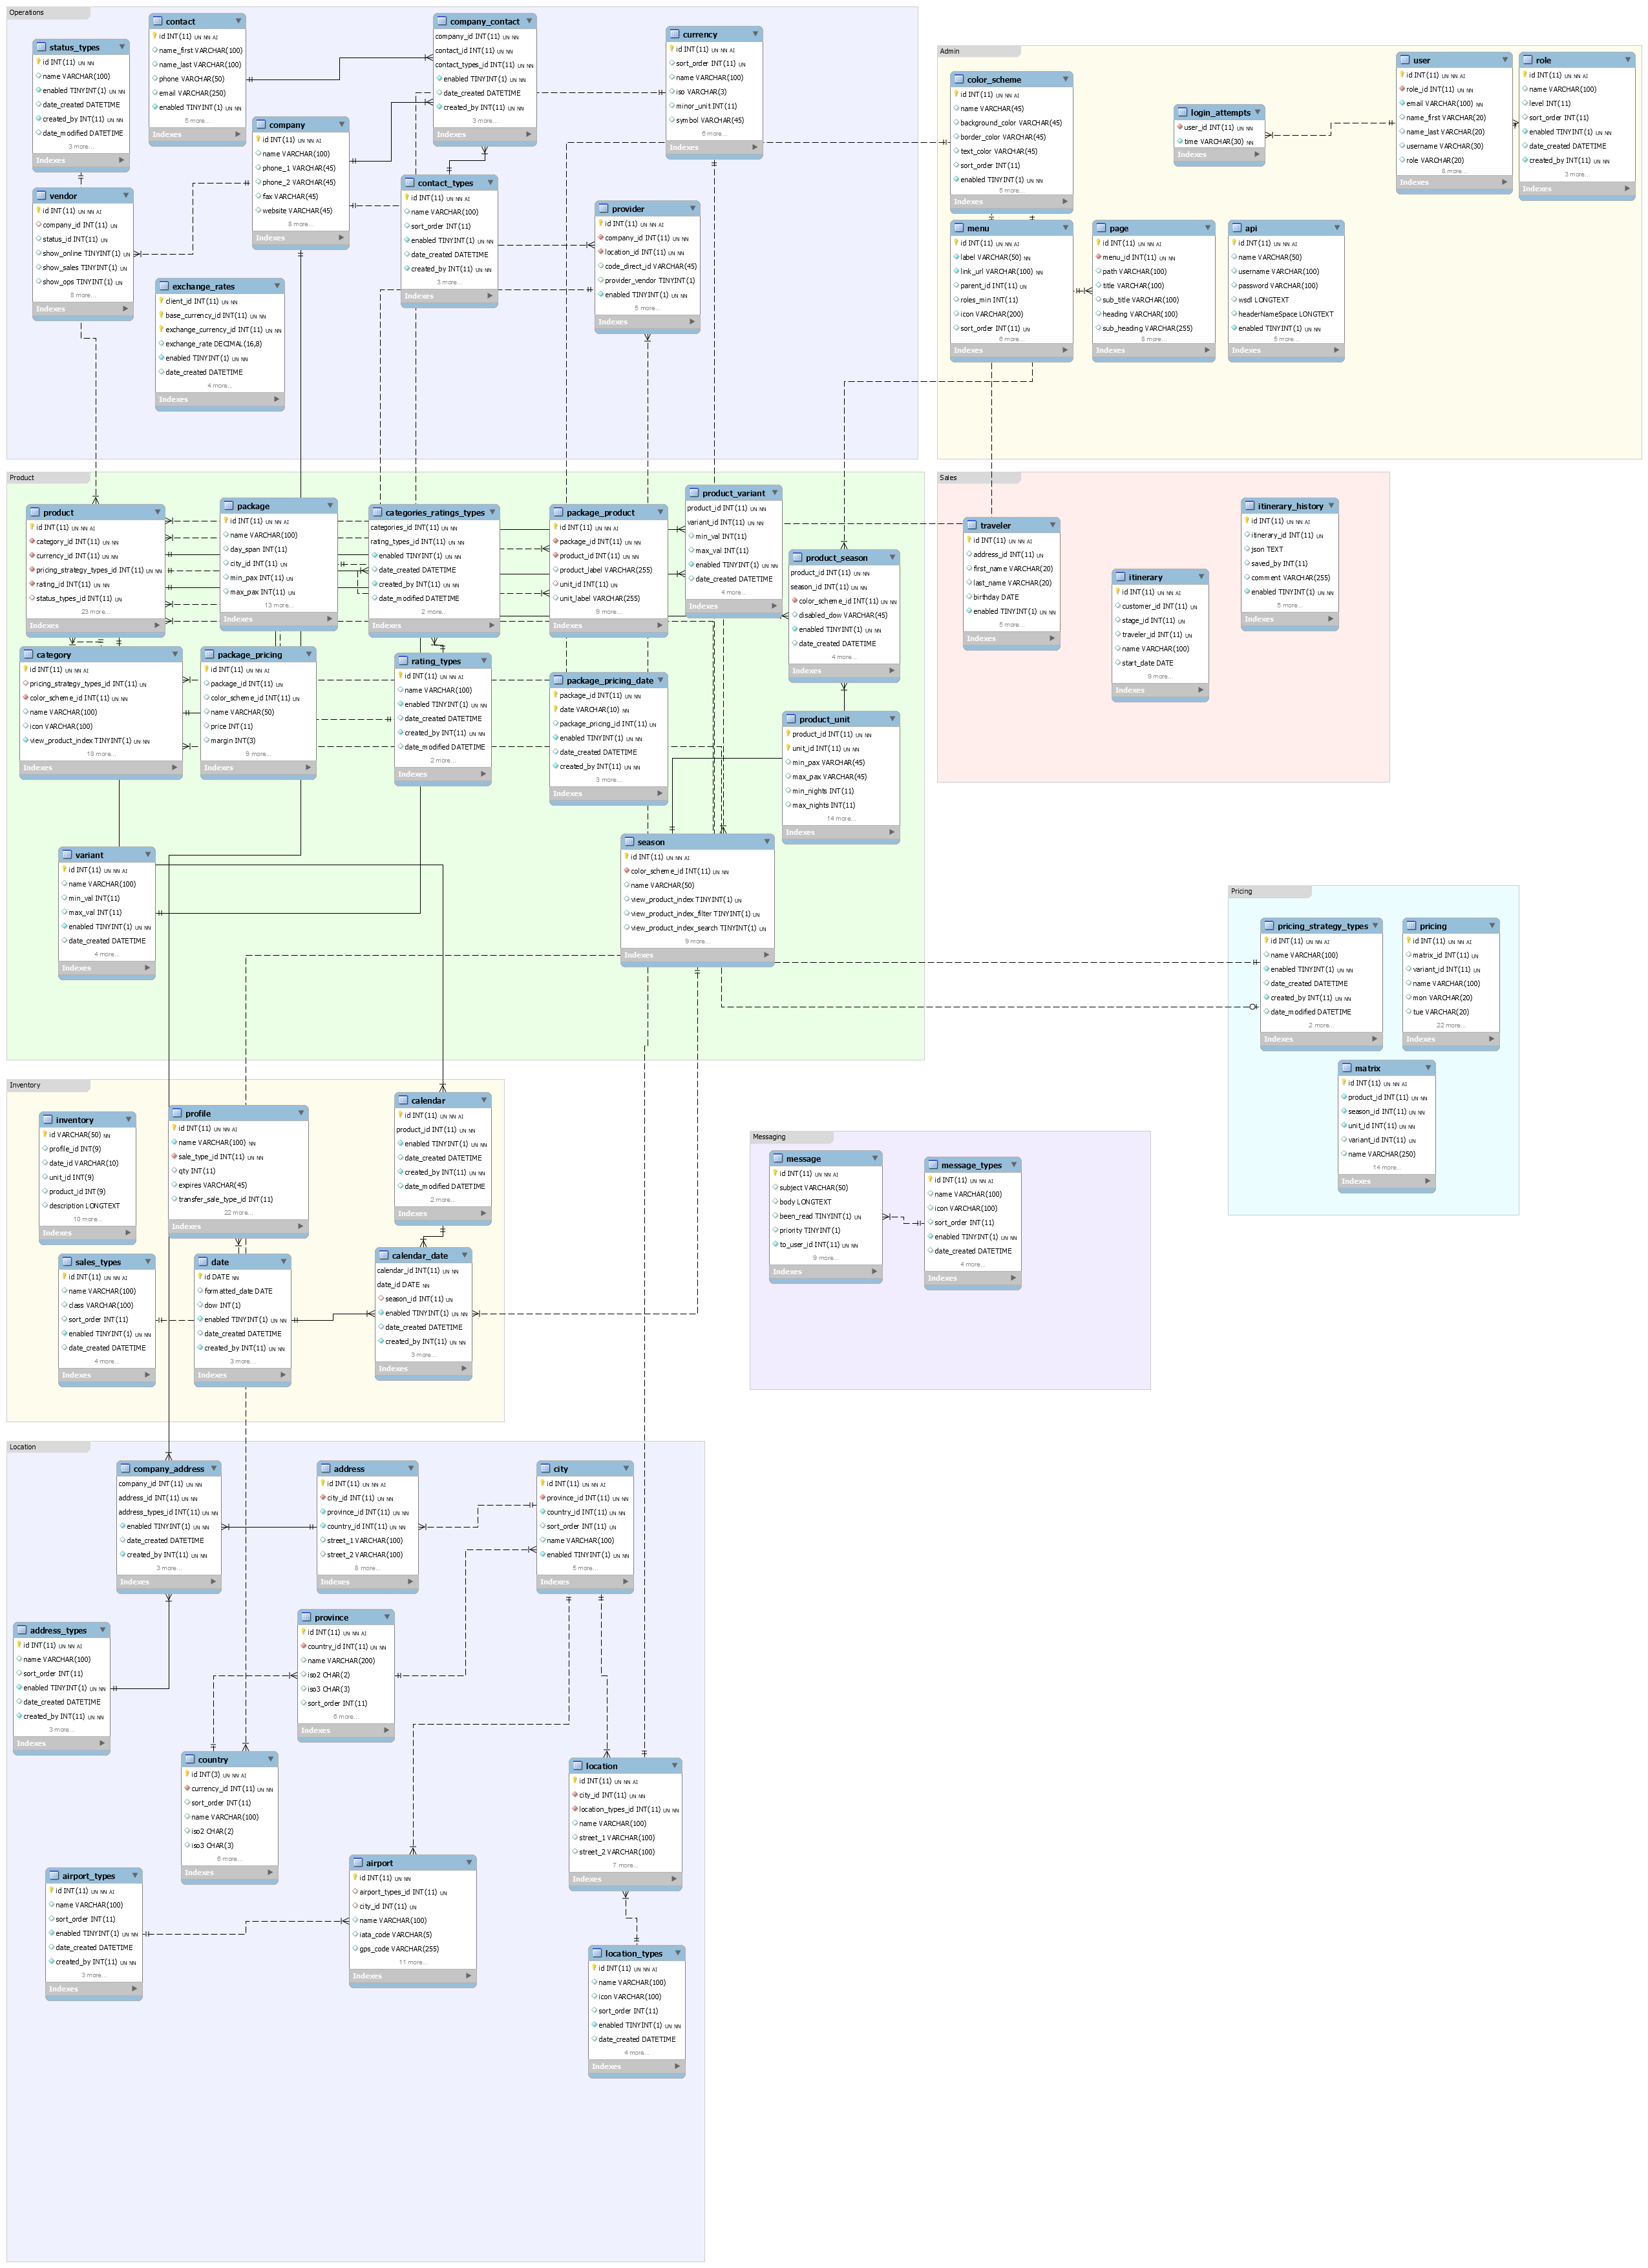 Operations
status_types
id INT(11) UN NN
name VARCHAR(100)
enabled TINYINT(1) UN NN
date_created DATETIME
created_by INT(11) UN NN
date_modified DATETIME
3 more...
Indexes
contact
id INT(11) UN NN AI
name_first VARCHAR(100)
name_last VARCHAR(100)
phone VARCHAR(50)
email VARCHAR(250)
enabled TINYINT(1) UN NN
5 more...
Indexes
company_contact
company_id INT(11) UN NN
contact_id INT(11) UN NN
contact_types_id INT(11) UN NN
enabled TINYINT(1) UN NN
date_created DATETIME
created_by INT(11) UN NN
3 more...
Indexes
currency
id INT(11) UN NN AI
sort_order INT(11) UN
name VARCHAR(100)
iso VARCHAR(3)
minor_unit INT(11)
symbol VARCHAR(45)
6 more...
Indexes
company
id INT(11) UN NN AI
name VARCHAR(100)
phone_1 VARCHAR(45)
phone_2 VARCHAR(45)
fax VARCHAR(45)
website VARCHAR(45)
8 more...
Indexes
vendor
id INT(11) UN NN AI
company_id INT(11) UN
status_id INT(11) UN
show_online TINYINT(1) UN
show_sales TINYINT(1) UN
show_ops TINYINT(1) UN
8 more...
Indexes
contact_types
id INT(11) UN NN AI
name VARCHAR(100)
sort_order INT(11)
enabled TINYINT(1) UN NN
date_created DATETIME
created_by INT(11) UN NN
3 more...
Indexes
provider
id INT(11) UN NN AI
company_id INT(11) UN NN
location_id INT(11) UN NN
code_direct_id VARCHAR(45)
provider_vendor TINYINT(1)
enabled TINYINT(1) UN NN
5 more...
Indexes
exchange_rates
client_id INT(11) UN NN
base_currency_id INT(11) UN NN
exchange_currency_id INT(11) UN NN
exchange_rate DECIMAL(16,8)
enabled TINYINT(1) UN NN
date_created DATETIME
4 more...
Indexes
Admin
color_scheme
id INT(11) UN NN AI
name VARCHAR(45)
background_color VARCHAR(45)
border_color VARCHAR(45)
text_color VARCHAR(45)
sort_order INT(11)
enabled TINYINT(1) UN NN
5 more...
Indexes
login_attempts
user_id INT(11) UN NN
time VARCHAR(30) NN
Indexes
user
id INT(11) UN NN AI
role_id INT(11) UN NN
email VARCHAR(100) NN
name_first VARCHAR(20)
name_last VARCHAR(20)
username VARCHAR(30)
role VARCHAR(20)
8 more...
Indexes
role
id INT(11) UN NN AI
name VARCHAR(100)
level INT(11)
sort_order INT(11)
enabled TINYINT(1) UN NN
date_created DATETIME
created_by INT(11) UN NN
3 more...
Indexes
menu
id INT(11) UN NN AI
label VARCHAR(50) NN
link_url VARCHAR(100) NN
parent_id INT(11) UN
roles_min INT(11)
icon VARCHAR(200)
sort_order INT(11) UN
6 more...
Indexes
page
id INT(11) UN NN AI
menu_id INT(11) UN NN
path VARCHAR(100)
title VARCHAR(100)
sub_title VARCHAR(100)
heading VARCHAR(100)
sub_heading VARCHAR(255)
8 more...
Indexes
api
id INT(11) UN NN AI
name VARCHAR(50)
username VARCHAR(100)
password VARCHAR(100)
wsdl LONGTEXT
headerNameSpace LONGTEXT
enabled TINYINT(1) UN NN
5 more...
Indexes
Product
product
id INT(11) UN NN AI
category_id INT(11) UN NN
currency_id INT(11) UN NN
pricing_strategy_types_id INT(11) UN NN
rating_id INT(11) UN NN
status_types_id INT(11) UN
23 more...
Indexes
package
id INT(11) UN NN AI
name VARCHAR(100)
day_span INT(11)
city_id INT(11) UN
min_pax INT(11) UN
max_pax INT(11) UN
13 more...
Indexes
categories_ratings_types
categories_id INT(11) UN NN
rating_types_id INT(11) UN NN
enabled TINYINT(1) UN NN
date_created DATETIME
created_by INT(11) UN NN
date_modified DATETIME
2 more...
Indexes
package_product
id INT(11) UN NN AI
package_id INT(11) UN NN
product_id INT(11) UN NN
product_label VARCHAR(255)
unit_id INT(11) UN
unit_label VARCHAR(255)
9 more...
Indexes
product_variant
product_id INT(11) UN NN
variant_id INT(11) UN NN
min_val INT(11)
max_val INT(11)
enabled TINYINT(1) UN NN
date_created DATETIME
4 more...
Indexes
product_season
product_id INT(11) UN NN
season_id INT(11) UN NN
color_scheme_id INT(11) UN NN
disabled_dow VARCHAR(45)
enabled TINYINT(1) UN NN
date_created DATETIME
4 more...
Indexes
category
id INT(11) UN NN AI
pricing_strategy_types_id INT(11) UN
color_scheme_id INT(11) UN NN
name VARCHAR(100)
icon VARCHAR(100)
view_product_index TINYINT(1) UN NN
18 more...
Indexes
package_pricing
id INT(11) UN NN AI
package_id INT(11) UN
color_scheme_id INT(11) UN
name VARCHAR(50)
price INT(11)
margin INT(3)
9 more...
Indexes
rating_types
id INT(11) UN NN AI
name VARCHAR(100)
enabled TINYINT(1) UN NN
date_created DATETIME
created_by INT(11) UN NN
date_modified DATETIME
2 more...
Indexes
package_pricing_date
package_id INT(11) UN NN
date VARCHAR(10) NN
package_pricing_id INT(11) UN
enabled TINYINT(1) UN NN
date_created DATETIME
created_by INT(11) UN NN
3 more...
Indexes
product_unit
product_id INT(11) UN NN
unit_id INT(11) UN NN
min_pax VARCHAR(45)
max_pax VARCHAR(45)
min_nights INT(11)
max_nights INT(11)
14 more...
Indexes
variant
id INT(11) UN NN AI
name VARCHAR(100)
min_val INT(11)
max_val INT(11)
enabled TINYINT(1) UN NN
date_created DATETIME
4 more...
Indexes
season
id INT(11) UN NN AI
color_scheme_id INT(11) UN NN
name VARCHAR(50)
view_product_index TINYINT(1) UN
view_product_index_filter TINYINT(1) UN
view_product_index_search TINYINT(1) UN
9 more...
Indexes
Sales
traveler
id INT(11) UN NN AI
address_id INT(11) UN
first_name VARCHAR(20)
last_name VARCHAR(20)
birthday DATE
enabled TINYINT(1) UN NN
5 more...
Indexes
itinerary
id INT(11) UN NN AI
customer_id INT(11) UN
stage_id INT(11) UN
traveler_id INT(11) UN
name VARCHAR(100)
start_date DATE
9 more...
Indexes
itinerary_history
id INT(11) UN NN AI
itinerary_id INT(11) UN
json TEXT
saved_by INT(11)
comment VARCHAR(255)
enabled TINYINT(1) UN NN
5 more...
Indexes
Pricing
pricing_strategy_types
id INT(11) UN NN AI
name VARCHAR(100)
enabled TINYINT(1) UN NN
date_created DATETIME
created_by INT(11) UN NN
date_modified DATETIME
2 more...
Indexes
pricing
id INT(11) UN NN AI
matrix_id INT(11) UN
variant_id INT(11) UN
name VARCHAR(100)
mon VARCHAR(20)
tue VARCHAR(20)
22 more...
Indexes
matrix
id INT(11) UN NN AI
product_id INT(11) UN NN
season_id INT(11) UN NN
unit_id INT(11) UN NN
variant_id INT(11) UN
name VARCHAR(250)
14 more...
Indexes
Inventory
inventory
id VARCHAR(50) NN
profile_id INT(9)
date_id VARCHAR(10)
unit_id INT(9)
product_id INT(9)
description LONGTEXT
10 more...
Indexes
profile
id INT(11) UN NN AI
name VARCHAR(100) NN
sale_type_id INT(11) UN NN
qty INT(11)
expires VARCHAR(45)
transfer_sale_type_id INT(11)
22 more...
Indexes
calendar
id INT(11) UN NN AI
product_id INT(11) UN NN
enabled TINYINT(1) UN NN
date_created DATETIME
created_by INT(11) UN NN
date_modified DATETIME
2 more...
Indexes
sales_types
id INT(11) UN NN AI
name VARCHAR(100)
class VARCHAR(100)
sort_order INT(11)
enabled TINYINT(1) UN NN
date_created DATETIME
4 more...
Indexes
date
id DATE NN
formatted_date DATE
dow INT(1)
enabled TINYINT(1) UN NN
date_created DATETIME
created_by INT(11) UN NN
3 more...
Indexes
calendar_date
calendar_id INT(11) UN NN
date_id DATE NN
season_id INT(11) UN
enabled TINYINT(1) UN NN
date_created DATETIME
created_by INT(11) UN NN
3 more...
Indexes
Messaging
message
id INT(11) UN NN AI
subject VARCHAR(50)
body LONGTEXT
been_read TINYINT(1) UN
priority TINYINT(1)
to_user_id INT(11) UN NN
9 more...
Indexes
message_types
id INT(11) UN NN AI
name VARCHAR(100)
icon VARCHAR(100)
sort_order INT(11)
enabled TINYINT(1) UN NN
date_created DATETIME
4 more...
Indexes
Location
company_address
company_id INT(11) UN NN
address_id INT(11) UN NN
address_types_id INT(11) UN NN
enabled TINYINT(1) UN NN
date_created DATETIME
created_by INT(11) UN NN
3 more...
Indexes
address
id INT(11) UN NN AI
city_id INT(11) UN NN
province_id INT(11) UN NN
country_id INT(11) UN NN
street_1 VARCHAR(100)
street_2 VARCHAR(100)
8 more...
Indexes
city
id INT(11) UN NN AI
province_id INT(11) UN NN
country_id INT(11) UN NN
sort_order INT(11) UN
name VARCHAR(100)
enabled TINYINT(1) UN NN
5 more...
Indexes
address_types
id INT(11) UN NN AI
name VARCHAR(100)
sort_order INT(11)
enabled TINYINT(1) UN NN
date_created DATETIME
created_by INT(11) UN NN
3 more...
Indexes
province
id INT(11) UN NN AI
country_id INT(11) UN NN
name VARCHAR(200)
iso2 CHAR(2)
iso3 CHAR(3)
sort_order INT(11)
6 more...
Indexes
country
id INT(3) UN NN AI
currency_id INT(11) UN NN
sort_order INT(11)
name VARCHAR(100)
iso2 CHAR(2)
iso3 CHAR(3)
6 more...
Indexes
location
id INT(11) UN NN AI
city_id INT(11) UN NN
location_types_id INT(11) UN NN
name VARCHAR(100)
street_1 VARCHAR(100)
street_2 VARCHAR(100)
7 more...
Indexes
airport_types
id INT(11) UN NN AI
name VARCHAR(100)
sort_order INT(11)
enabled TINYINT(1) UN NN
date_created DATETIME
created_by INT(11) UN NN
3 more...
Indexes
airport
id INT(11) UN NN
airport_types_id INT(11) UN
city_id INT(11) UN
name VARCHAR(100)
iata_code VARCHAR(5)
gps_code VARCHAR(255)
11 more...
Indexes
location_types
id INT(11) UN NN AI
name VARCHAR(100)
icon VARCHAR(100)
sort_order INT(11)
enabled TINYINT(1) UN NN
date_created DATETIME
4 more...
Indexes